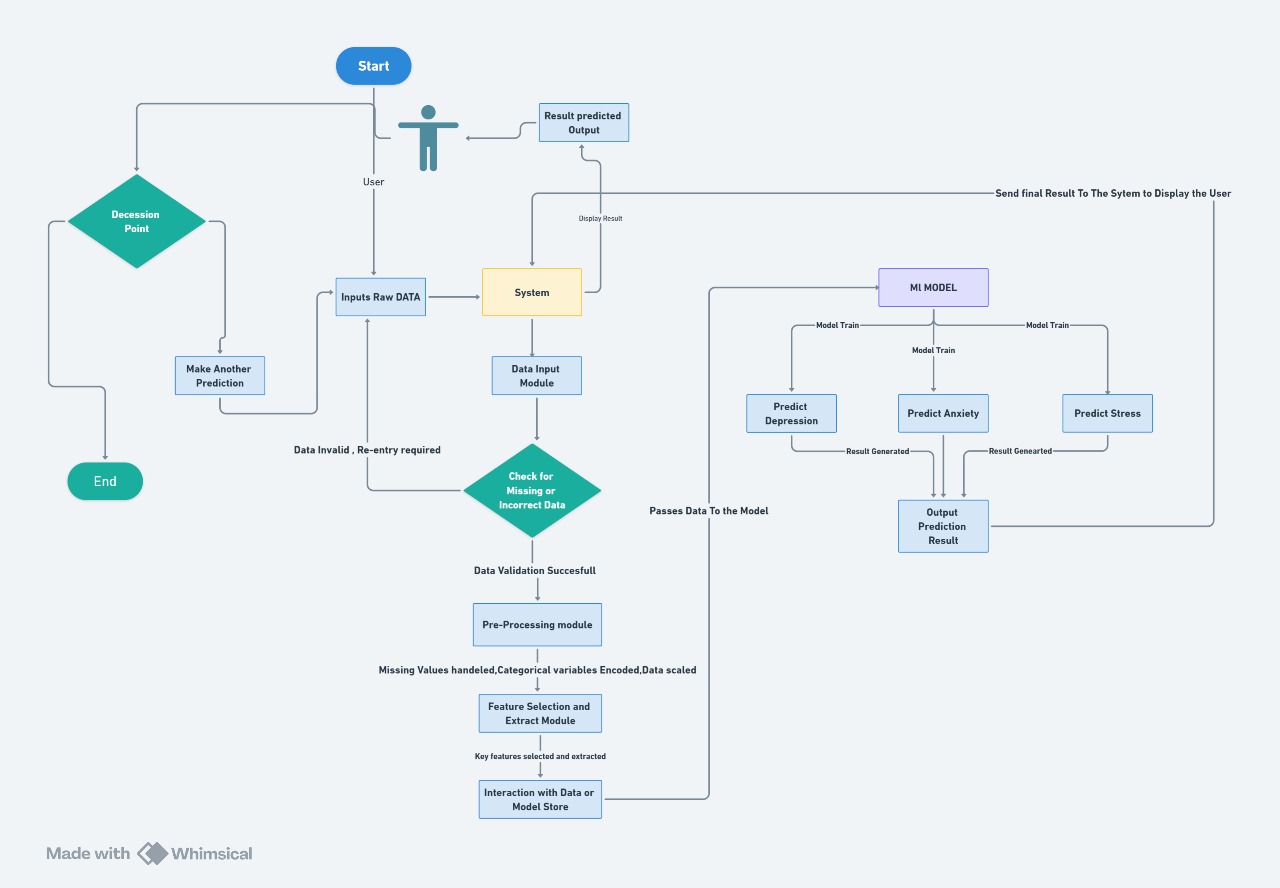 Start
Result predicted
Output
User
Send final Result To The Sytem to Display the User
Decession
Point
Display Result
Inputs Raw DATA
System
Ml MODEL
Model Train
Model Train
Model Train
Make Another
Prediction
Data Input
Module
Predict
Depression
Predict Anxiety
Predict Stress
Data Invalid , Re-entry required
Result Generated
Result Genearted
End
Check for
Missing or
Incorrect Data
Passes Data To the Model
Output
Prediction
Result
Data Validation Succesfull
Pre-Processing module
Missing Values handeled,Categorical variables Encoded,Data scaled
Feature Selection and
Extract Module
Key features selected and extracted
Interaction with Data or
Model Store
Made with Whimsical